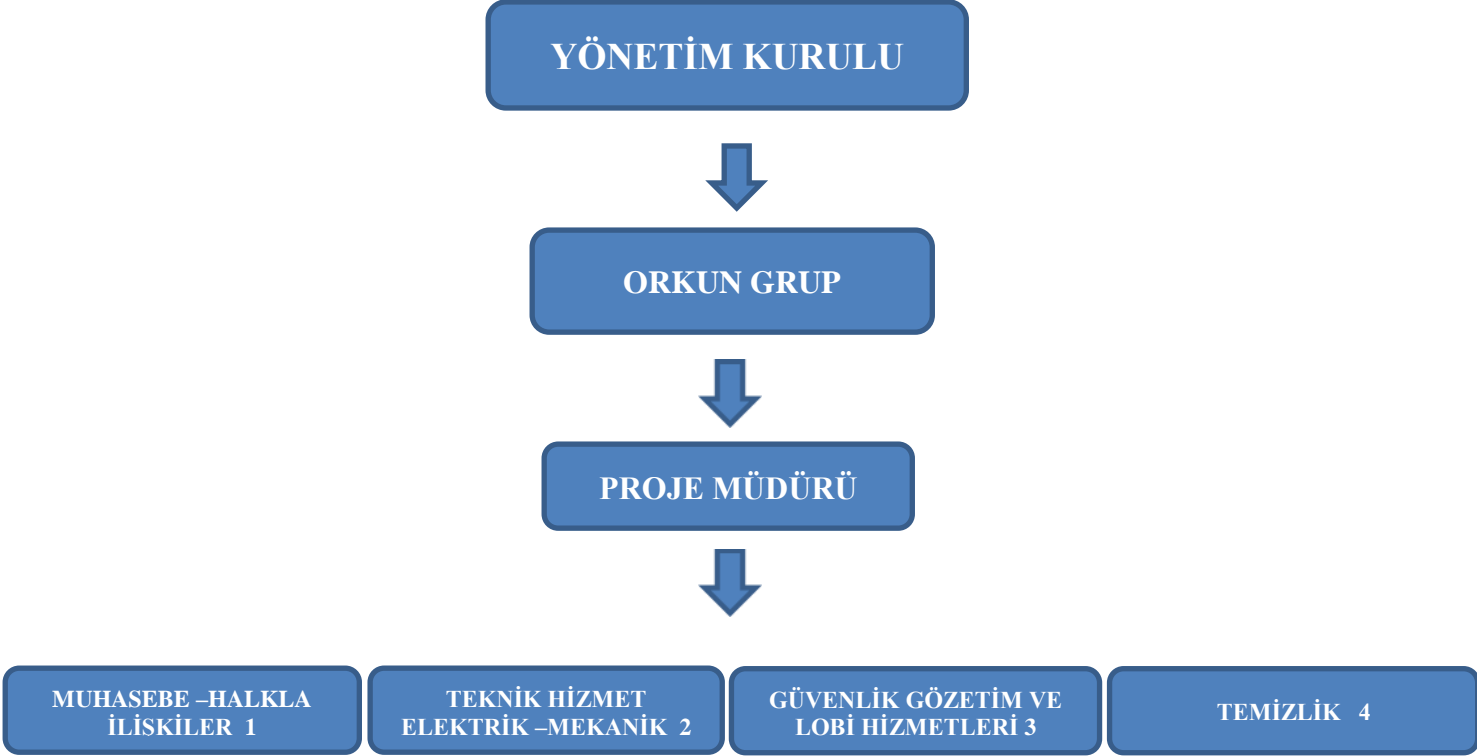 YÖNETİM KURULU
ORKUN GRUP
PROJE MÜDÜRÜ
MUHASEBE –HALKLA
İLİSKİLER 1
TEKNİK HİZMET
ELEKTRİK –MEKANİK 2
GÜVENLİK GÖZETİM VE
LOBİ HİZMETLERİ 3
TEMİZLİK 4